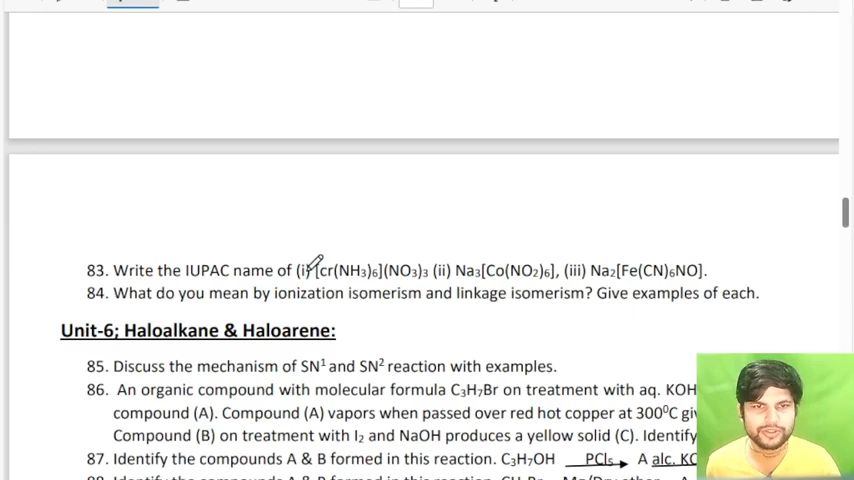 83. Write the IUPAC name of (i) [cr(NH₃)₆](NO₃)₃ (ii) Na₃[Co(NO₂)₆], (iii) Na₂[Fe(CN)₆NO].
84. What do you mean by ionization isomerism and linkage isomerism? Give examples of each.
Unit-6; Haloalkane & Haloarene:
85. Discuss the mechanism of SN¹ and SN² reaction with examples.
86. An organic compound with molecular formula C₃H₇Br on treatment with aq. KOH
compound (A). Compound (A) vapors when passed over red hot copper at 300⁰C
Compound (B) on treatment with I₂ and NaOH produces a yellow solid (C). Identify
87. Identify the compounds A & B formed in this reaction. C₃H₇OH PCl₅ A alc.